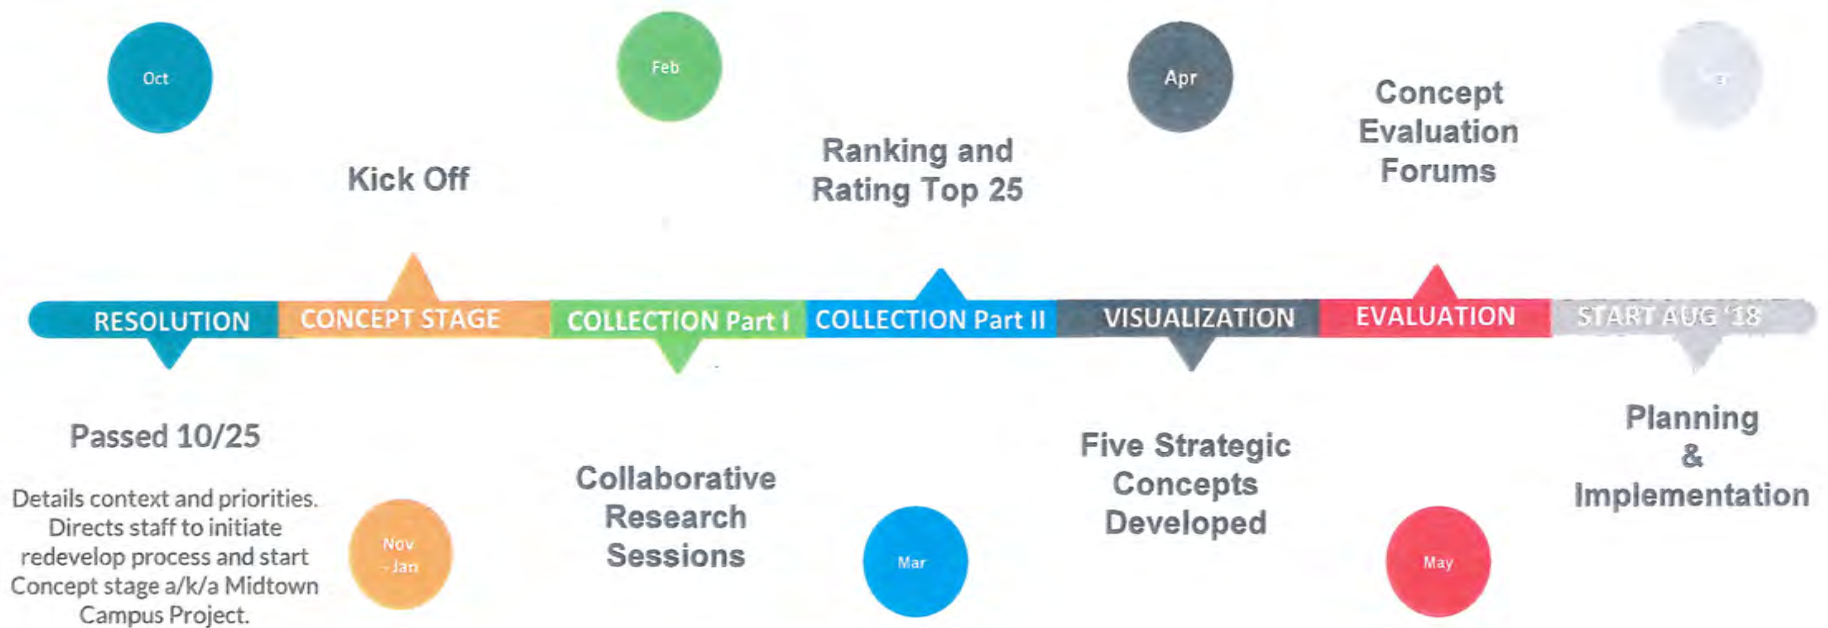 Oct
Feb
Apr
Concept
Evaluation
Forums
Ranking and
Rating Top 25
Kick Off
RESOLUTION
CONCEPT STAGE
COLLECTION Part I
COLLECTION Part II
VISUALIZATION
EVALUATION
START AUG '18
Passed 10/25
Details context and priorities.
Directs staff to initiate
redevelop process and start
Concept stage a/k/a Midtown
Campus Project.
Nov
- Jan
Collaborative
Research
Sessions
Mar
Five Strategic
Concepts
Developed
May
Planning
&
Implementation